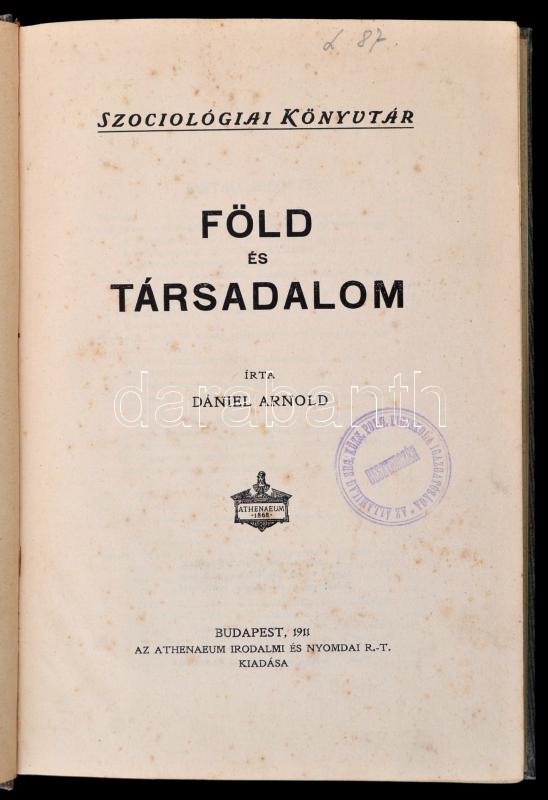 L 87.
SZOCIOLÓGIAI KÖNYVTÁR
FÖLD
ÉS
TÁRSADALOM
ÍRTA
DÁNIEL ARNOLD
darabanth
ATHENAEUM
·1868·
BUDAPEST, 1911
AZ ATHENAEUM IRODALMI ÉS NYOMDAI R.-T.
KIADÁSA